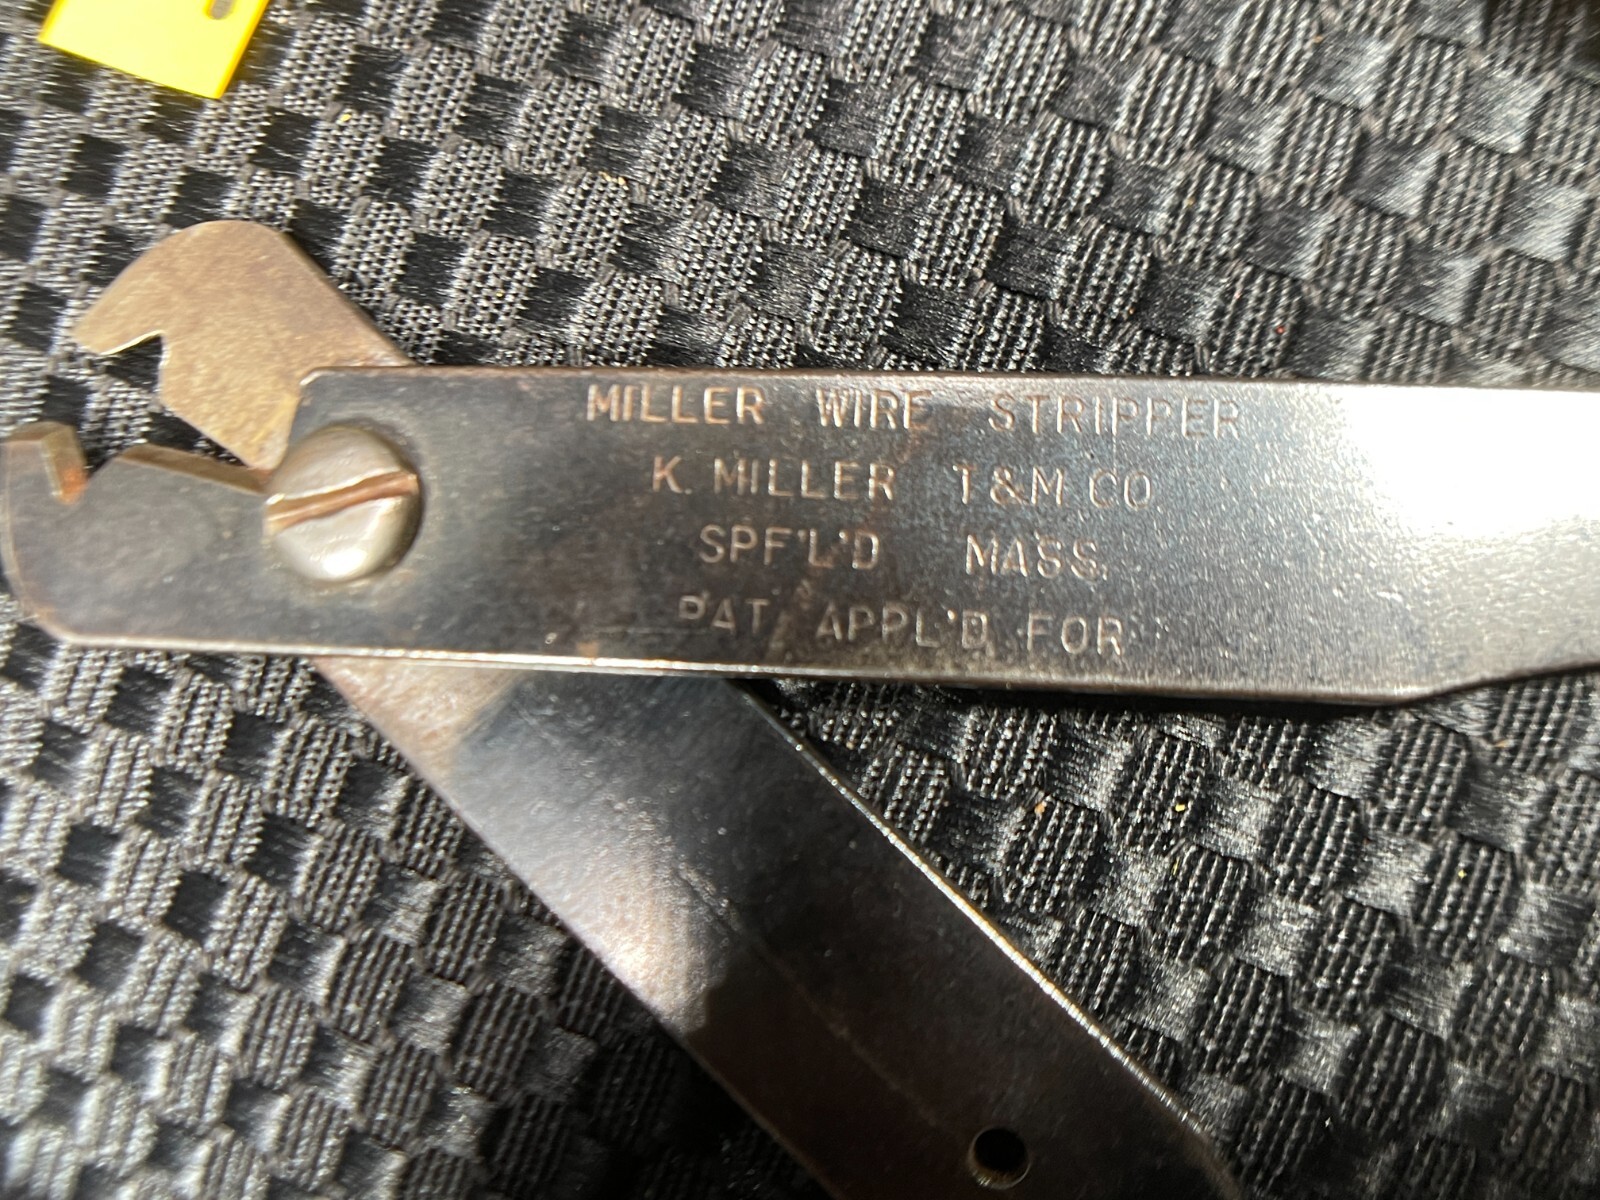 MILLER WIRE STRIPPER
K. MILLER T&M CO
SPF'L'D MASS.
PAT. APPL'D FOR